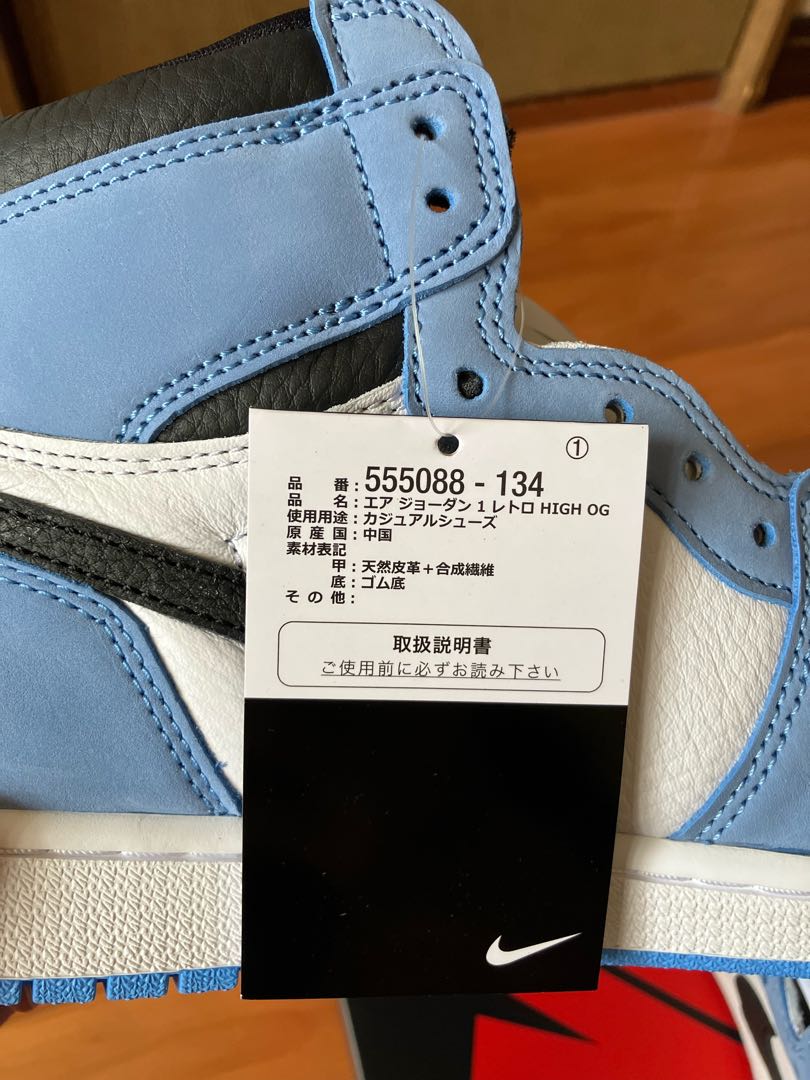 ①
品 番:555088-134
品 名:エア ジョーダン 1 レトロ HIGH OG
使用用途:カジュアルシューズ
原 産 国:中国
素材表記
甲:天然皮革+合成繊維
底:ゴム底
そ の 他:
取扱説明書
ご使用前に必ずお読み下さい